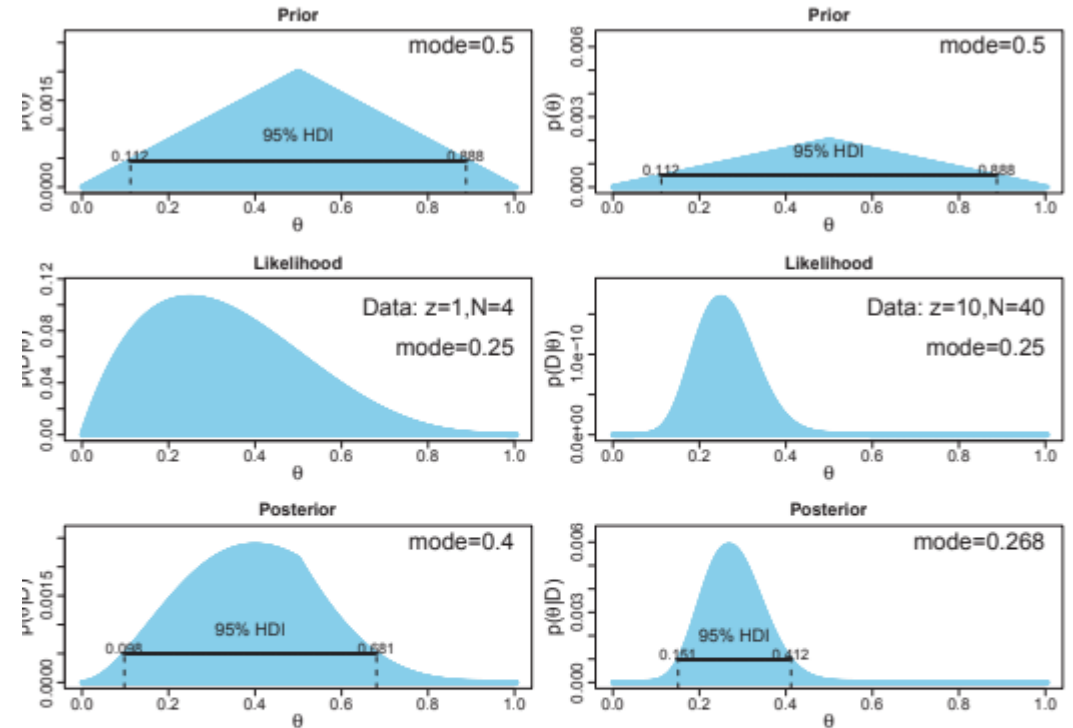 Prior
mode=0.5
p(θ)
0.0000 0.0015
95% HDI
0.112 0.888
0.0 0.2 0.4 0.6 0.8 1.0
θ
Prior
mode=0.5
p(θ)
0.000 0.003 0.006
95% HDI
0.112 0.888
0.0 0.2 0.4 0.6 0.8 1.0
θ
Likelihood
Data: z=1,N=4
mode=0.25
p(D|θ)
0.00 0.04 0.08 0.12
0.0 0.2 0.4 0.6 0.8 1.0
θ
Likelihood
Data: z=10,N=40
mode=0.25
p(D|θ)
0.0e+00 1.0e-10
0.0 0.2 0.4 0.6 0.8 1.0
θ
Posterior
mode=0.4
p(θ|D)
0.0000 0.0015
95% HDI
0.098 0.681
0.0 0.2 0.4 0.6 0.8 1.0
θ
Posterior
mode=0.268
p(θ|D)
0.000 0.003 0.006
95% HDI
0.151 0.412
0.0 0.2 0.4 0.6 0.8 1.0
θ